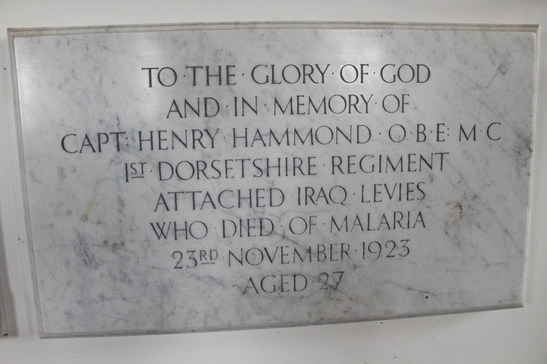 TO·THE·GLORY·OF·GOD
AND·IN·MEMORY·OF
CAPT: HENRY·HAMMOND·O·B·E: M·C
1ST·DORSETSHIRE·REGIMENT
ATTACHED·IRAQ·LEVIES
WHO·DIED·OF·MALARIA
23RD·NOVEMBER·1923
AGED·27